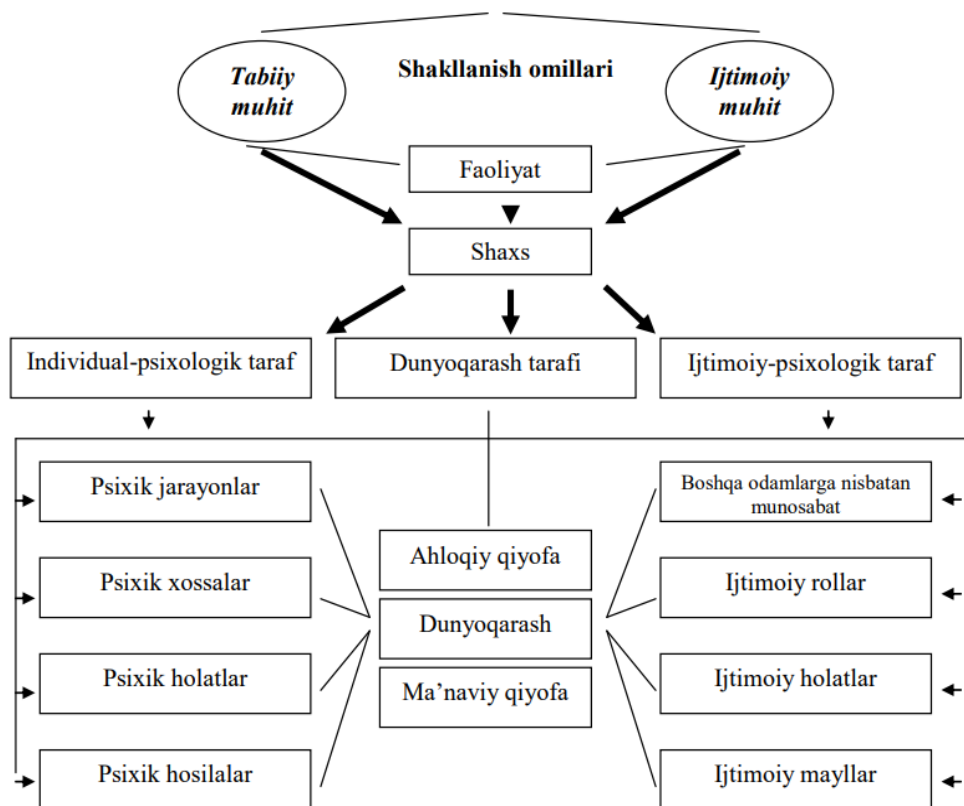 Shakllanish omillari
Tabiiy
muhit
Ijtimoiy
muhit
Faoliyat
Shaxs
Individual-psixologik taraf
Dunyoqarash tarafi
Ijtimoiy-psixologik taraf
Psixik jarayonlar
Psixik xossalar
Psixik holatlar
Psixik hosilalar
Ahloqiy qiyofa
Dunyoqarash
Ma’naviy qiyofa
Boshqa odamlarga nisbatan
munosabat
Ijtimoiy rollar
Ijtimoiy holatlar
Ijtimoiy mayllar